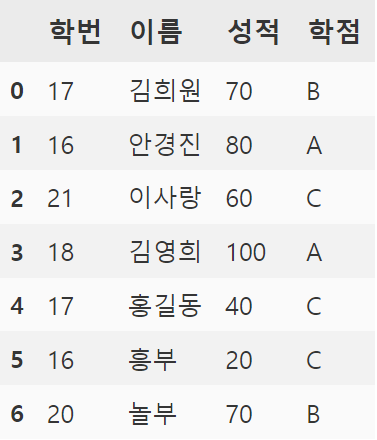 학번 이름 성적 학점
0 17 김희원 70 B
1 16 안경진 80 A
2 21 이사랑 60 C
3 18 김영희 100 A
4 17 홍길동 40 C
5 16 흥부 20 C
6 20 놀부 70 B